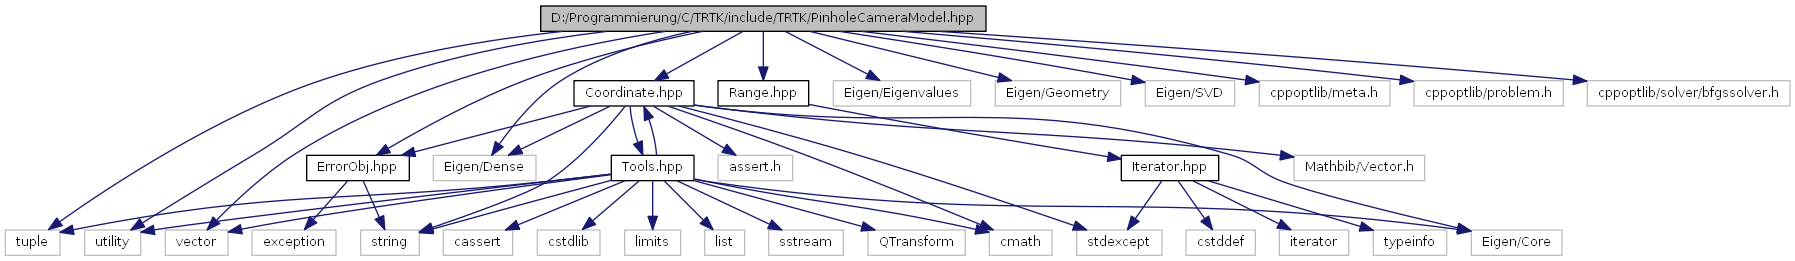 D:/Programmierung/C/TRTK/include/TRTK/PinholeCameraModel.hpp
Coordinate.hpp
Range.hpp
Eigen/Eigenvalues
Eigen/Geometry
Eigen/SVD
cppoptlib/meta.h
cppoptlib/problem.h
cppoptlib/solver/bfgssolver.h
ErrorObj.hpp
Eigen/Dense
Tools.hpp
assert.h
Iterator.hpp
Mathbib/Vector.h
tuple
utility
vector
exception
string
cassert
cstdlib
limits
list
sstream
QTransform
cmath
stdexcept
cstddef
iterator
typeinfo
Eigen/Core